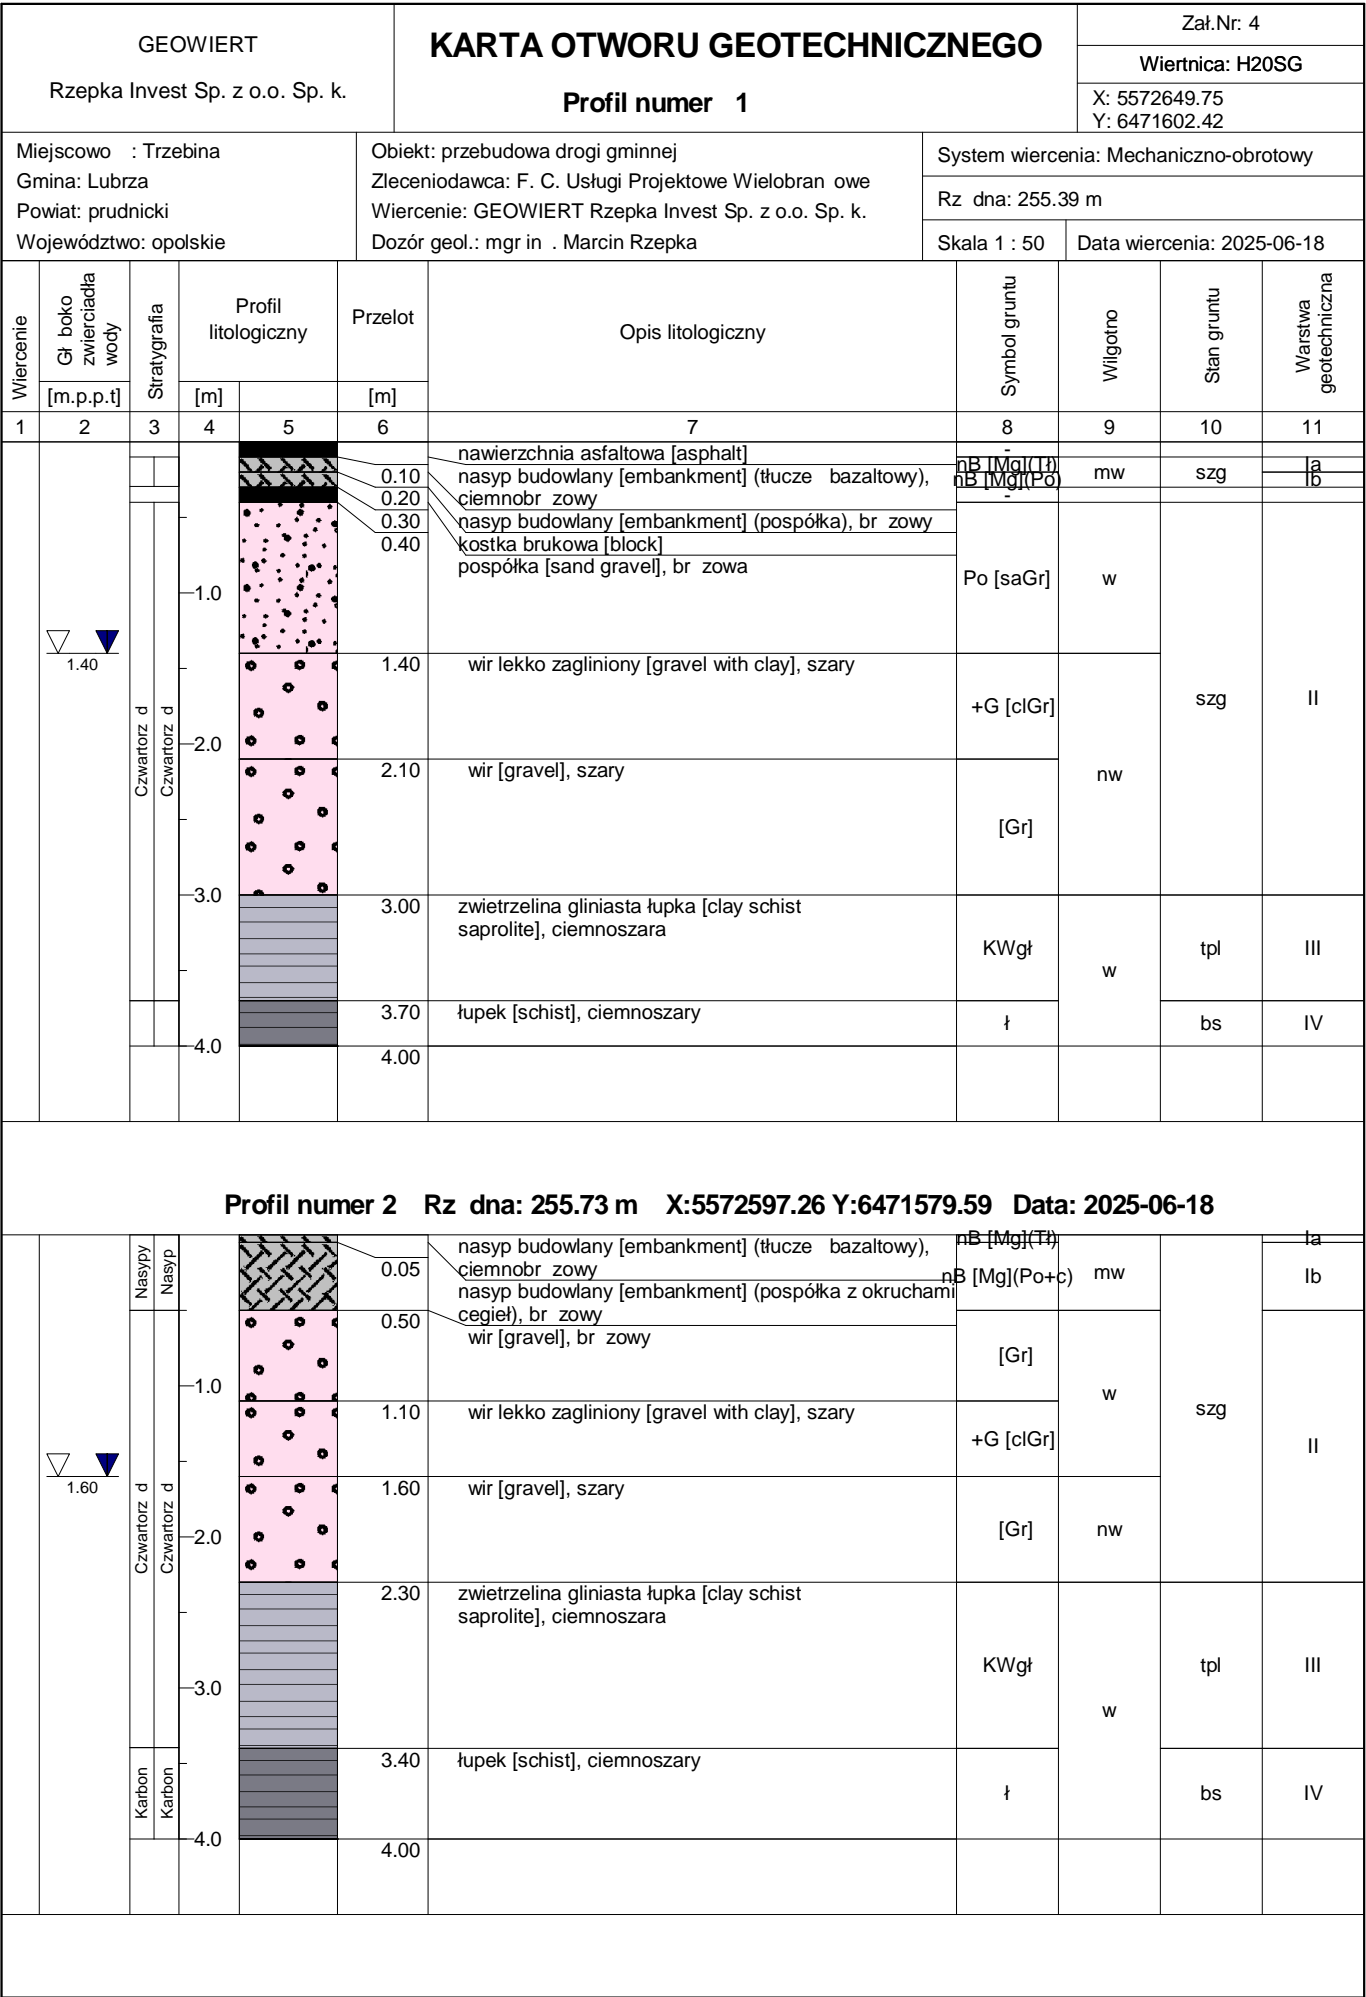 GEOWIERT
Rzepka Invest Sp. z o.o. Sp. k.
KARTA OTWORU GEOTECHNICZNEGO
Profil numer 1
Zał.Nr: 4
Wiertnica: H20SG
X: 5572649.75
Y: 6471602.42
Miejscowo : Trzebina
Gmina: Lubrza
Powiat: prudnicki
Województwo: opolskie
Obiekt: przebudowa drogi gminnej
Zleceniodawca: F. C. Usługi Projektowe Wielobran owe
Wiercenie: GEOWIERT Rzepka Invest Sp. z o.o. Sp. k.
Dozór geol.: mgr in . Marcin Rzepka
System wiercenia: Mechaniczno-obrotowy
Rz dna: 255.39 m
Skala 1 : 50
Data wiercenia: 2025-06-18
Wiercenie
Gł boko
zwierciadła
wody
[m.p.p.t]
Stratygrafia
Profil
litologiczny
[m]
Przelot
[m]
Opis litologiczny
Symbol gruntu
Wilgotno
Stan gruntu
Warstwa
geotechniczna
1 2 3 4 5 6 7 8 9 10 11
nawierzchnia asfaltowa [asphalt]
-
0.10 nasyp budowlany [embankment] (tłucze bazaltowy),
ciemnobr zowy
nB [Mg](Tł) mw szg Ia
0.20 nasyp budowlany [embankment] (pospółka), br zowy
nB [Mg](Po) Ib
0.30 kostka brukowa [block]
-
0.40 pospółka [sand gravel], br zowa
Po [saGr] w
1.0
1.40
1.40 wir lekko zagliniony [gravel with clay], szary
+G [clGr]
szg II
Czwartorz d
Czwartorz d
2.0
2.10 wir [gravel], szary
nw
[Gr]
3.0
3.00 zwietrzelina gliniasta łupka [clay schist
saprolite], ciemnoszara
KWgł w tpl III
3.70 łupek [schist], ciemnoszary
ł bs IV
4.0
4.00
Profil numer 2 Rz dna: 255.73 m X:5572597.26 Y:6471579.59 Data: 2025-06-18
Nasypy
Nasyp
nasyp budowlany [embankment] (tłucze bazaltowy),
ciemnobr zowy
nB [Mg](Tł) Ia
0.05 nasyp budowlany [embankment] (pospółka z okruchami
cegieł), br zowy
nB [Mg](Po+c) mw Ib
0.50 wir [gravel], br zowy
[Gr]
1.0
w
szg
1.10 wir lekko zagliniony [gravel with clay], szary
+G [clGr]
II
1.60
1.60 wir [gravel], szary
[Gr] nw
Czwartorz d
Czwartorz d
2.0
2.30 zwietrzelina gliniasta łupka [clay schist
saprolite], ciemnoszara
KWgł tpl III
3.0
w
3.40 łupek [schist], ciemnoszary
ł bs IV
Karbon
Karbon
4.0
4.00